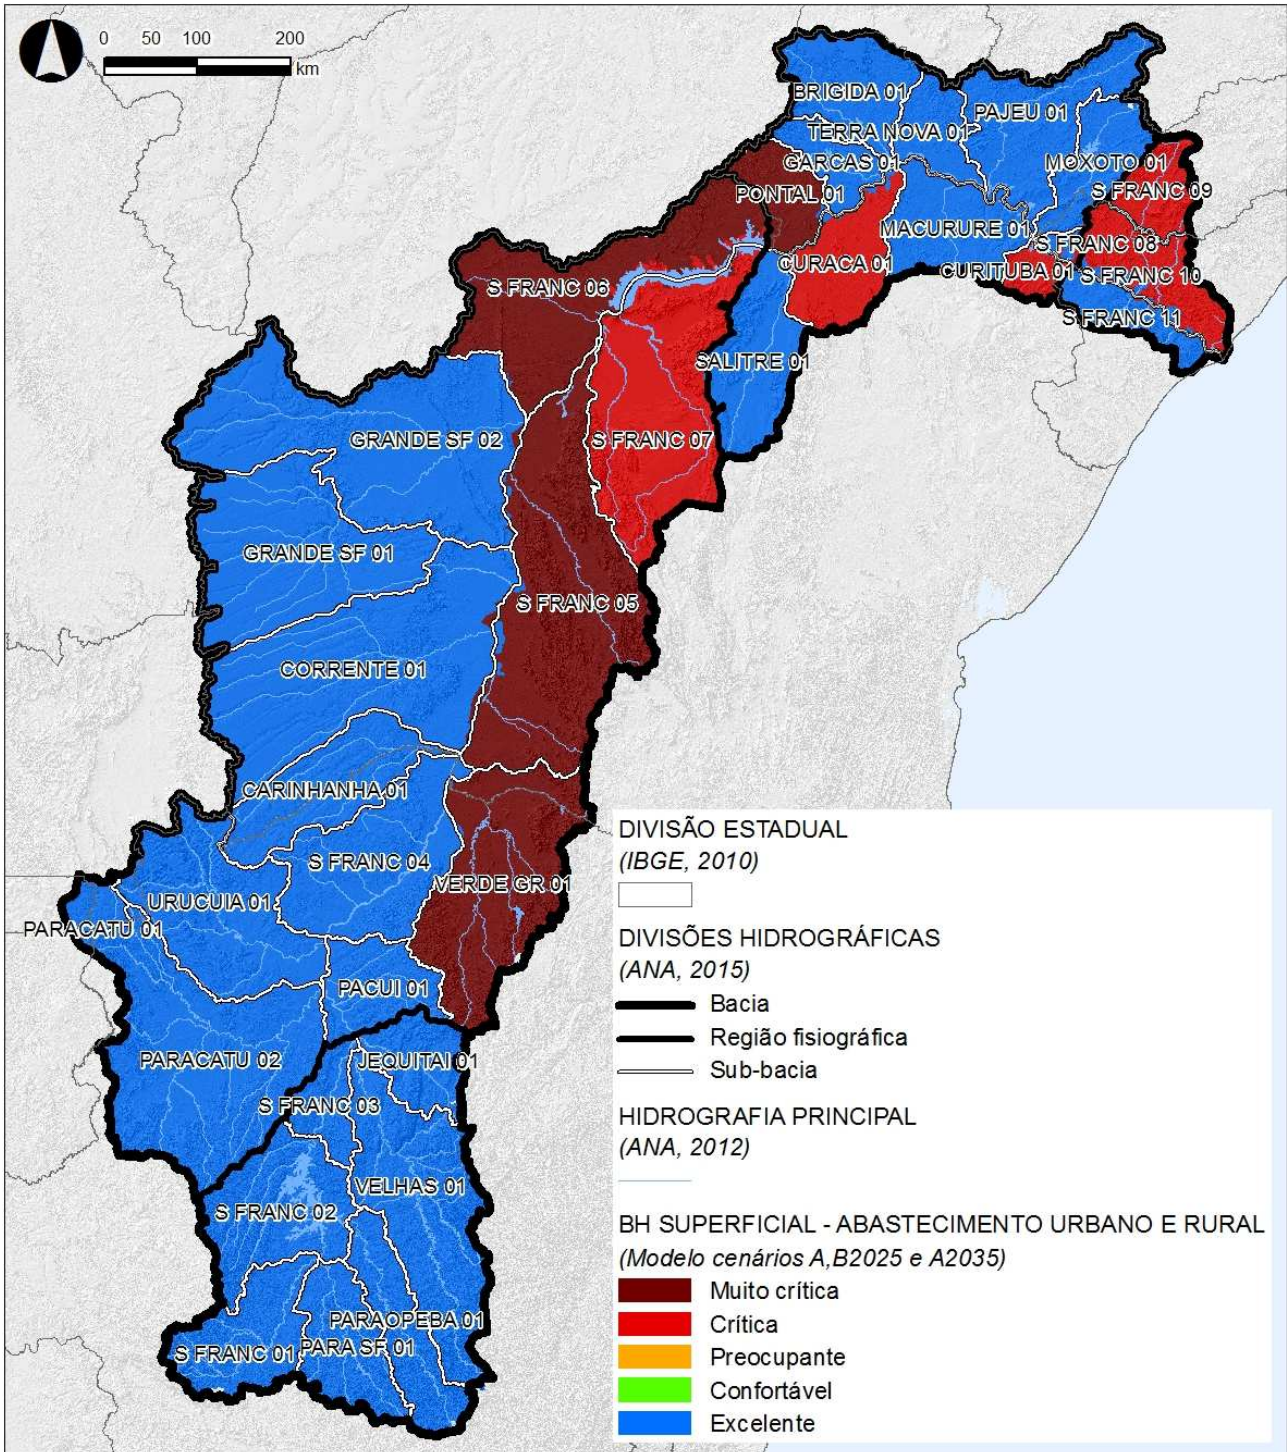 0 50 100 200
km
BRIGIDA 01
PAJEU 01
TERRA NOVA 01
GARCAS 01
MOXOTO 01
S FRANC 09
PONTAL 01
MACURURE 01
S FRANC 08
CURACA 01
CURITUBA 01
S FRANC 10
S FRANC 06
S FRANC 11
SALITRE 01
GRANDE SF 02
S FRANC 07
GRANDE SF 01
S FRANC 05
CORRENTE 01
CARINHANHA 01
S FRANC 04
VERDE GR 01
URUCUIA 01
PARACATU 01
PACUI 01
PARACATU 02
JEQUITAI 01
S FRANC 03
VELHAS 01
S FRANC 02
PARAOPEBA 01
S FRANC 01
PARA SF 01
DIVISÃO ESTADUAL
(IBGE, 2010)
DIVISÕES HIDROGRÁFICAS
(ANA, 2015)
Bacia
Região fisiográfica
Sub-bacia
HIDROGRAFIA PRINCIPAL
(ANA, 2012)
BH SUPERFICIAL - ABASTECIMENTO URBANO E RURAL
(Modelo cenários A,B2025 e A2035)
Muito crítica
Crítica
Preocupante
Confortável
Excelente